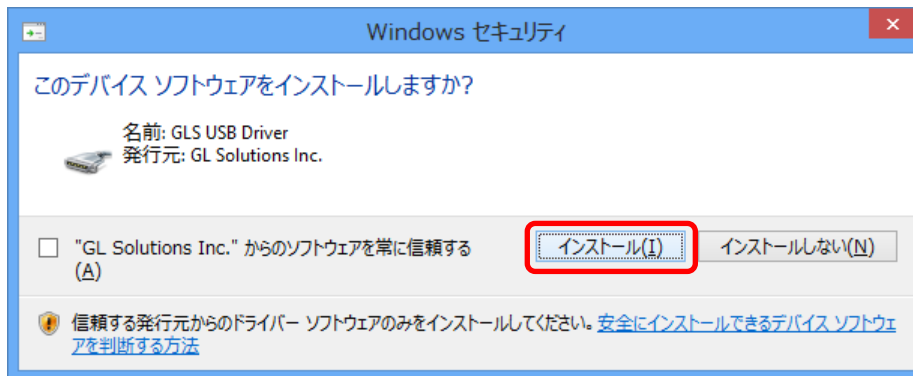 Windows セキュリティ
このデバイス ソフトウェアをインストールしますか?
名前: GLS USB Driver
発行元: GL Solutions Inc.
"GL Solutions Inc." からのソフトウェアを常に信頼する
(A)
インストール(I)
インストールしない(N)
信頼する発行元からのドライバー ソフトウェアのみをインストールしてください。安全にインストールできるデバイス ソフトウェ
アを判断する方法